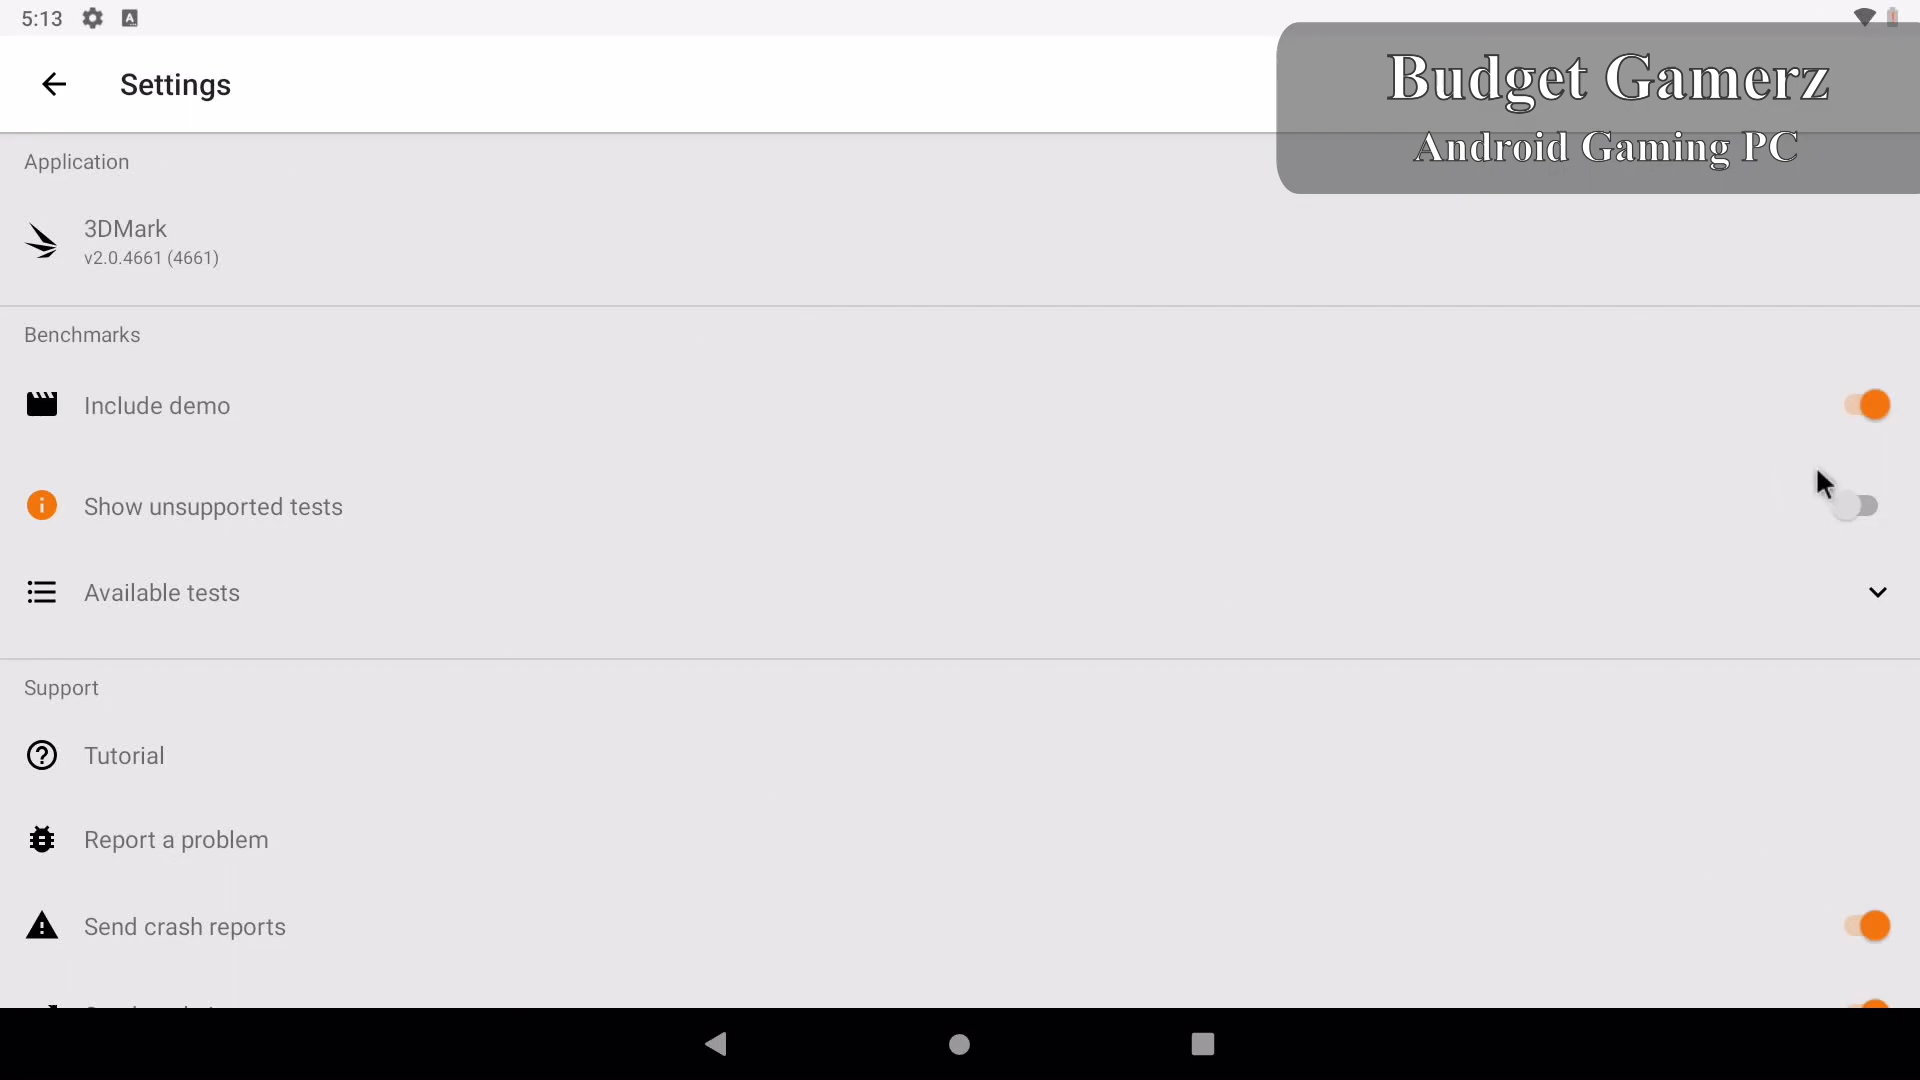 5:13
Settings
Budget Gamerz
Android Gaming PC
Application
3DMark
v2.0.4661 (4661)
Benchmarks
Include demo
Show unsupported tests
Available tests
Support
Tutorial
Report a problem
Send crash reports